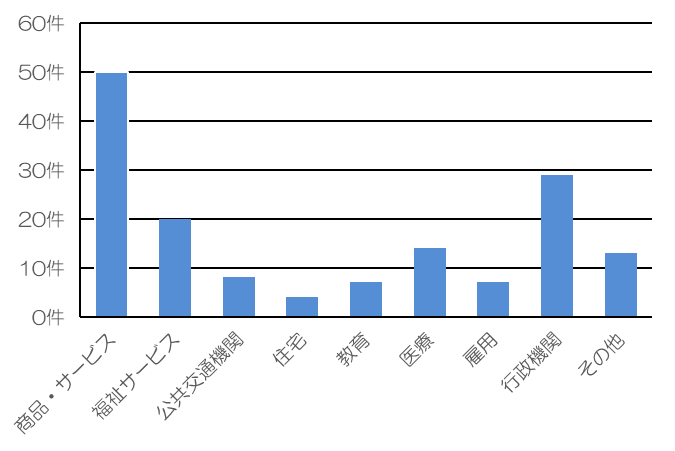 60件
50件
40件
30件
20件
10件
0件
商品・サービス
福祉サービス
公共交通機関
住宅
教育
医療
雇用
行政機関
その他